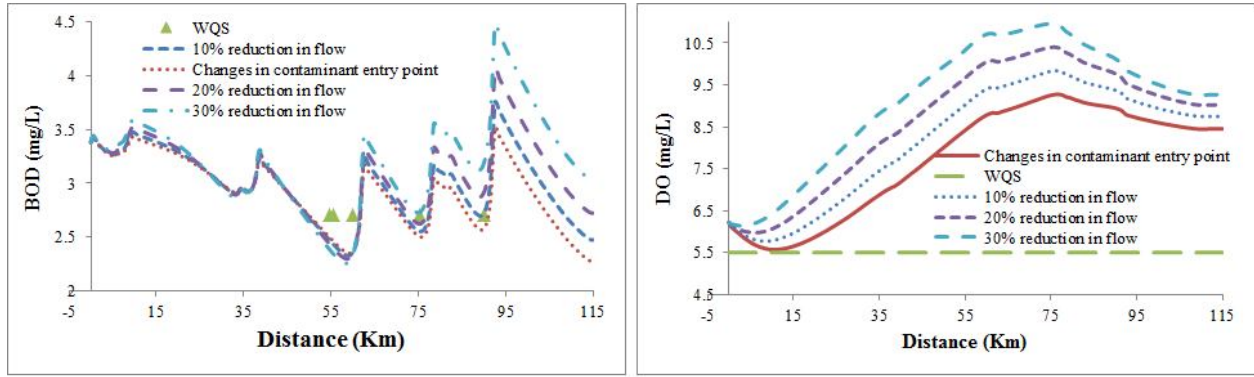 4.5
4
3.5
3
2.5
2
-5
15
35
55
75
95
115
BOD (mg/L)
Distance (Km)
WQS
10% reduction in flow
Changes in contaminant entry point
20% reduction in flow
30% reduction in flow
10.5
9.5
8.5
7.5
6.5
5.5
4.5
-5
15
35
55
75
95
115
DO (mg/L)
Distance (Km)
Changes in contaminant entry point
WQS
10% reduction in flow
20% reduction in flow
30% reduction in flow